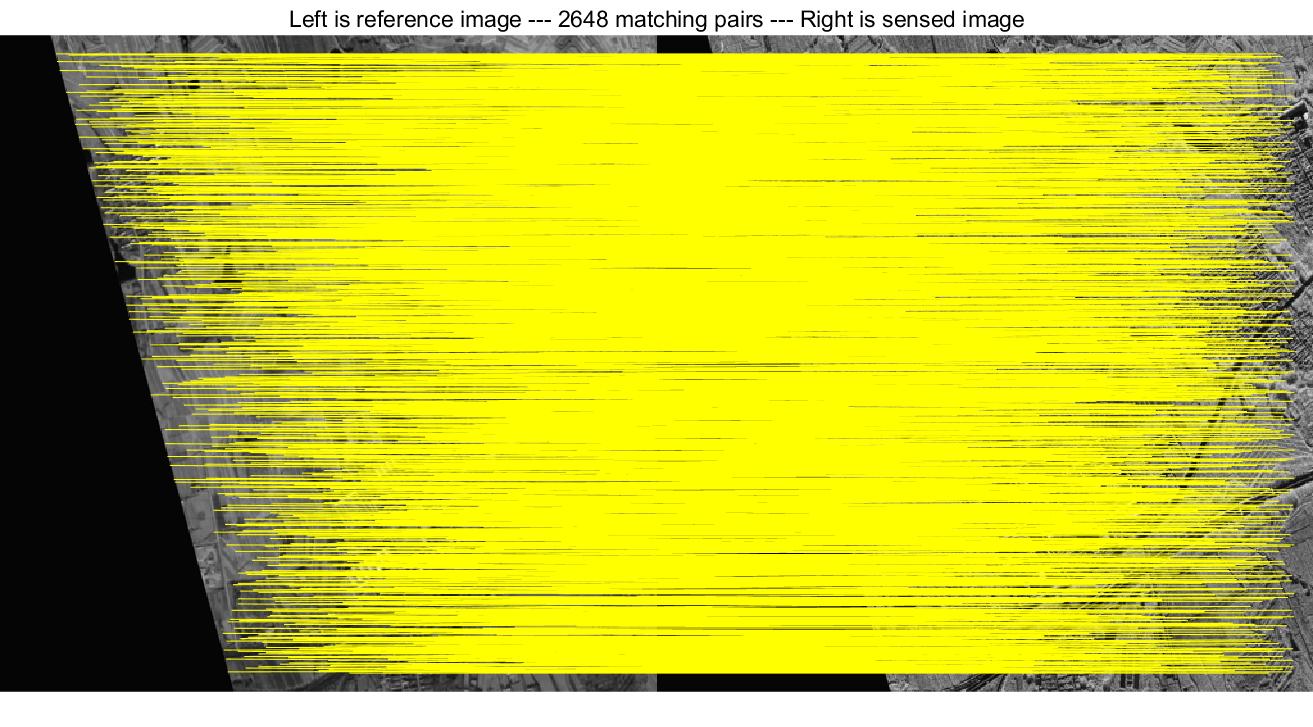 Left is reference image --- 2648 matching pairs --- Right is sensed image